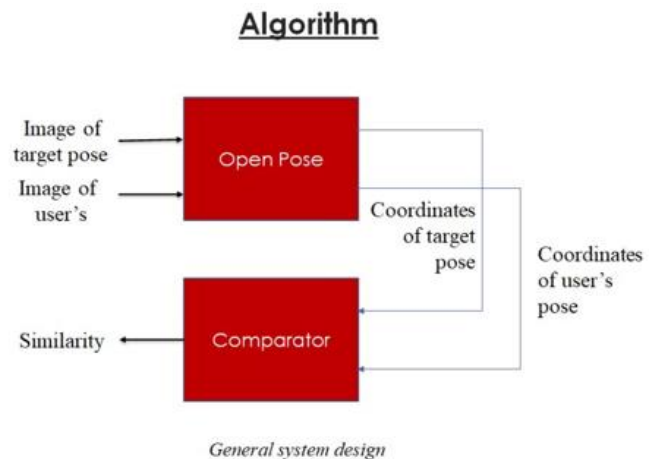 Algorithm
Image of
target pose
Open Pose
Image of
user's
Coordinates
of target
pose
Coordinates
of user's
pose
Similarity
Comparator
General system design